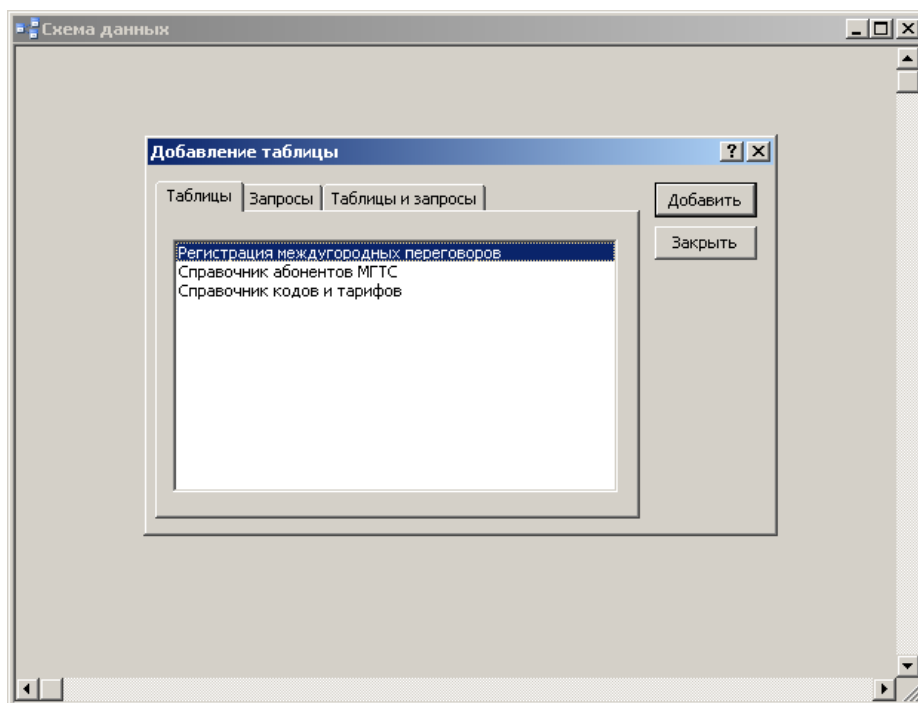 Схема данных
Добавление таблицы
Таблицы Запросы Таблицы и запросы
Добавить
Закрыть
Регистрация междугородных переговоров
Справочник абонентов МГТС
Справочник кодов и тарифов